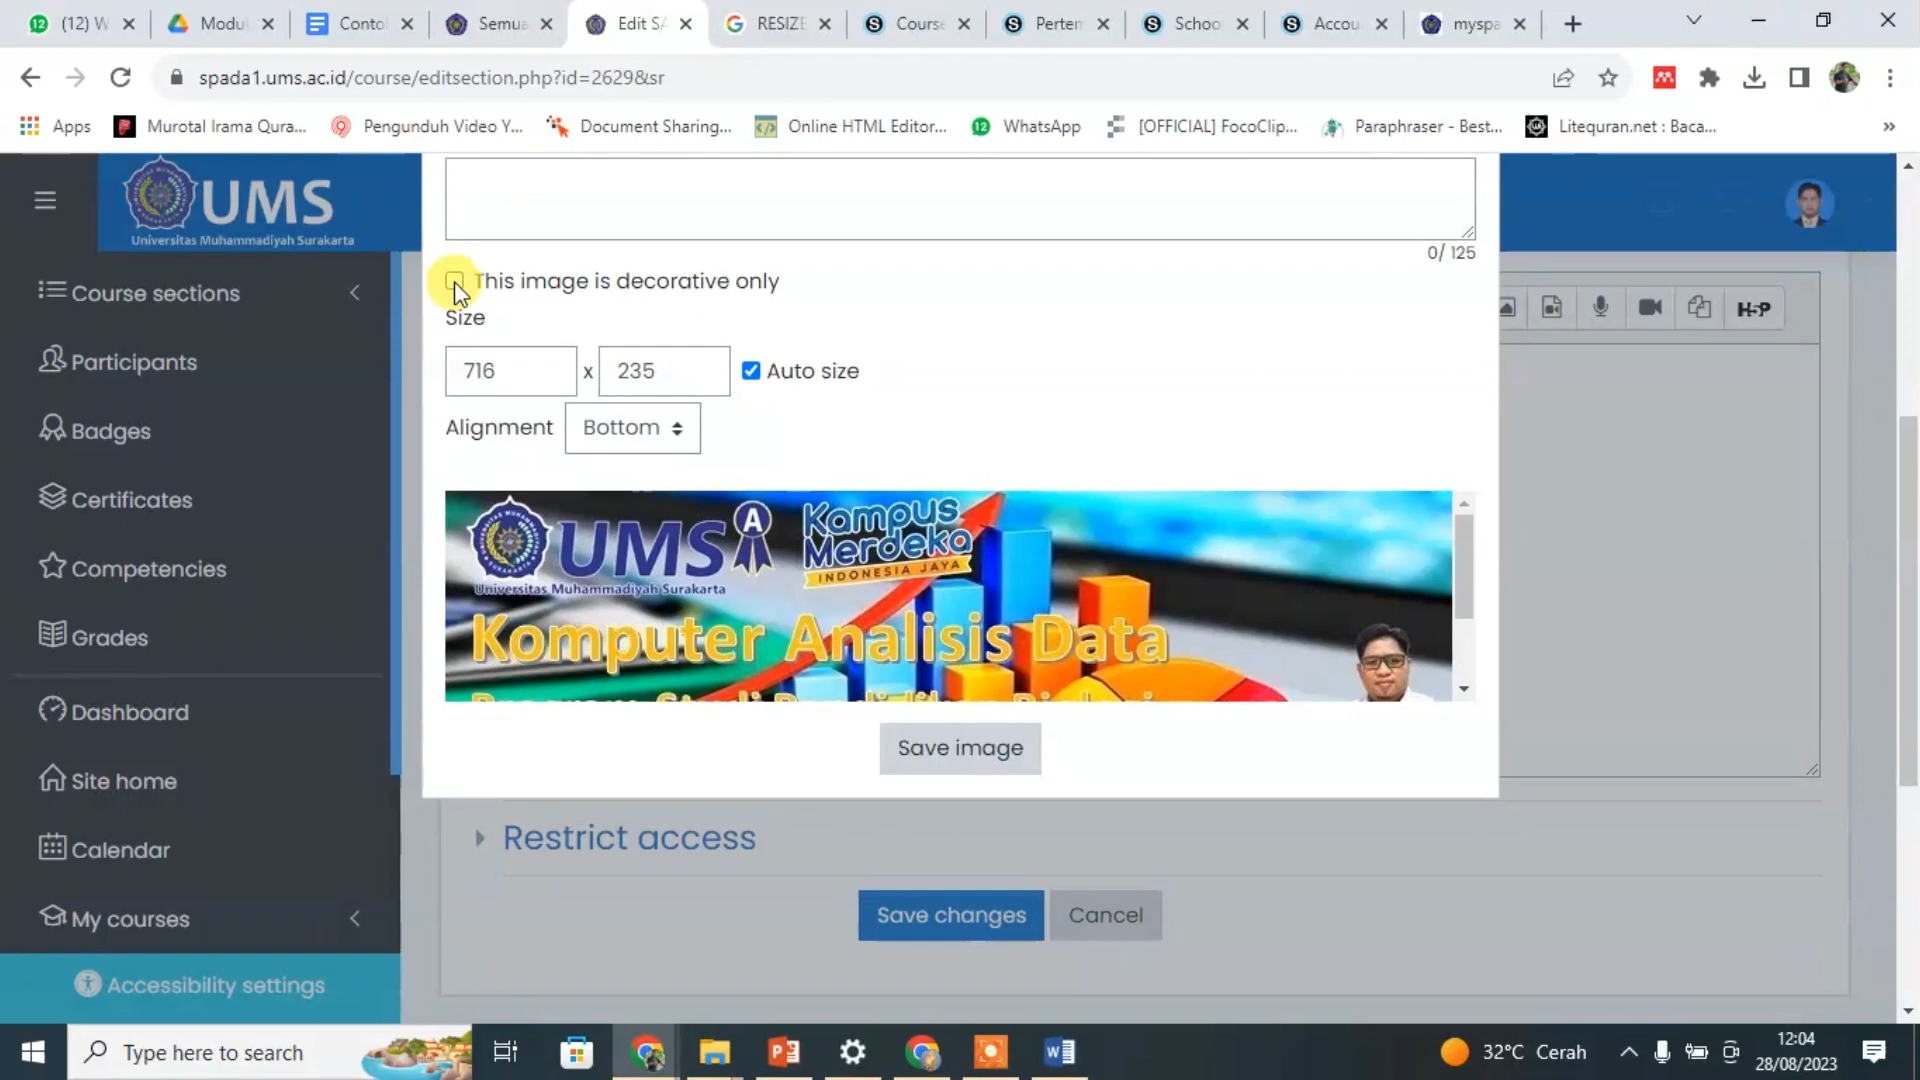 (12) W
Modul
Conto
Semua
Edit SA
RESIZE
Course
Perten
Schoo
Accou
myspa
spada1.ums.ac.id/course/editsection.php?id=2629&sr
Apps
Murotal Irama Qura...
Pengunduh Video Y...
Document Sharing...
Online HTML Editor...
WhatsApp
[OFFICIAL] FocoClip...
Paraphraser - Best...
Litequran.net : Baca...
UMS
Universitas Muhammadiyah Surakarta
0/ 125
This image is decorative only
Size
716 x 235 Auto size
Alignment Bottom
H5P
UMS
A
Universitas Muhammadiyah Surakarta
Kampus
Merdeka
INDONESIA JAYA
Komputer Analisis Data
Save image
Restrict access
Save changes
Cancel
Course sections
Participants
Badges
Certificates
Competencies
Grades
Dashboard
Site home
Calendar
My courses
Accessibility settings
Type here to search
32°C Cerah
12:04
28/08/2023